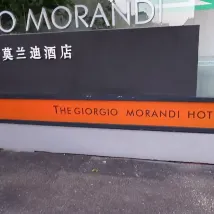 O MORANDI
莫兰迪酒店
THE GIORGIO MORANDI HOT